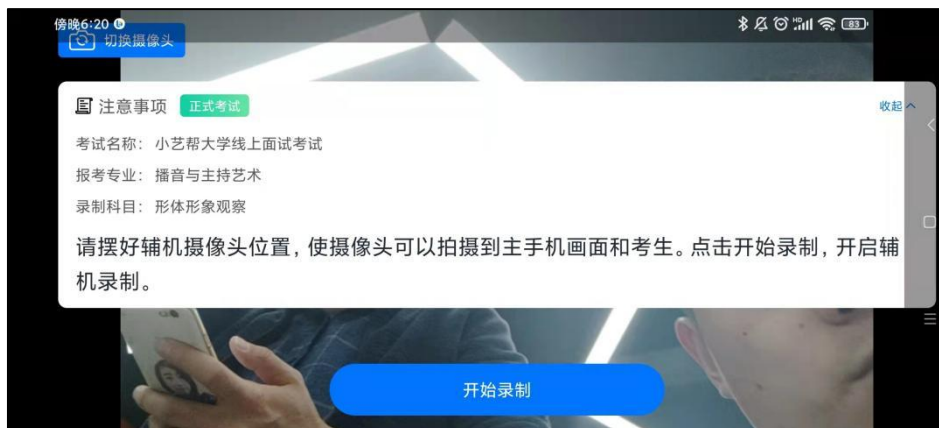 傍晚6:20
83
切换摄像头
注意事项 正式考试 收起
考试名称: 小艺帮大学线上面试考试
报考专业: 播音与主持艺术
录制科目: 形体形象观察
请摆好辅机摄像头位置,使摄像头可以拍摄到主手机画面和考生。点击开始录制,开启辅
机录制。
开始录制